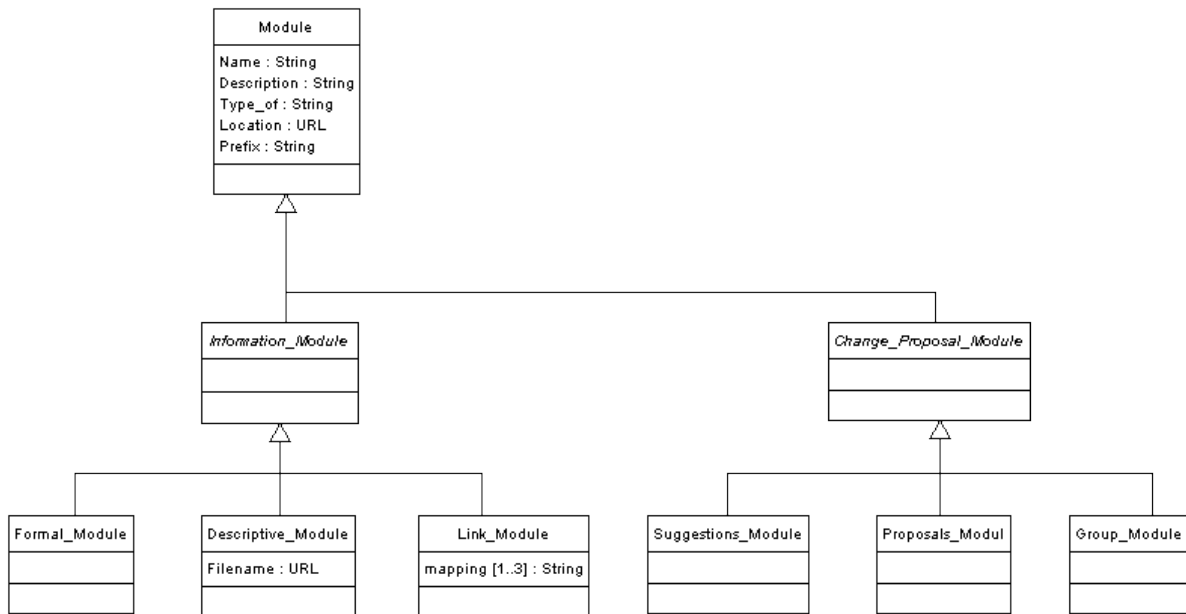 Module
Name : String
Description : String
Type_of : String
Location : URL
Prefix : String
Information_Module
Change_Proposal_Module
Formal_Module
Descriptive_Module
Filename : URL
Link_Module
mapping [1..3] : String
Suggestions_Module
Proposals_Modul
Group_Module